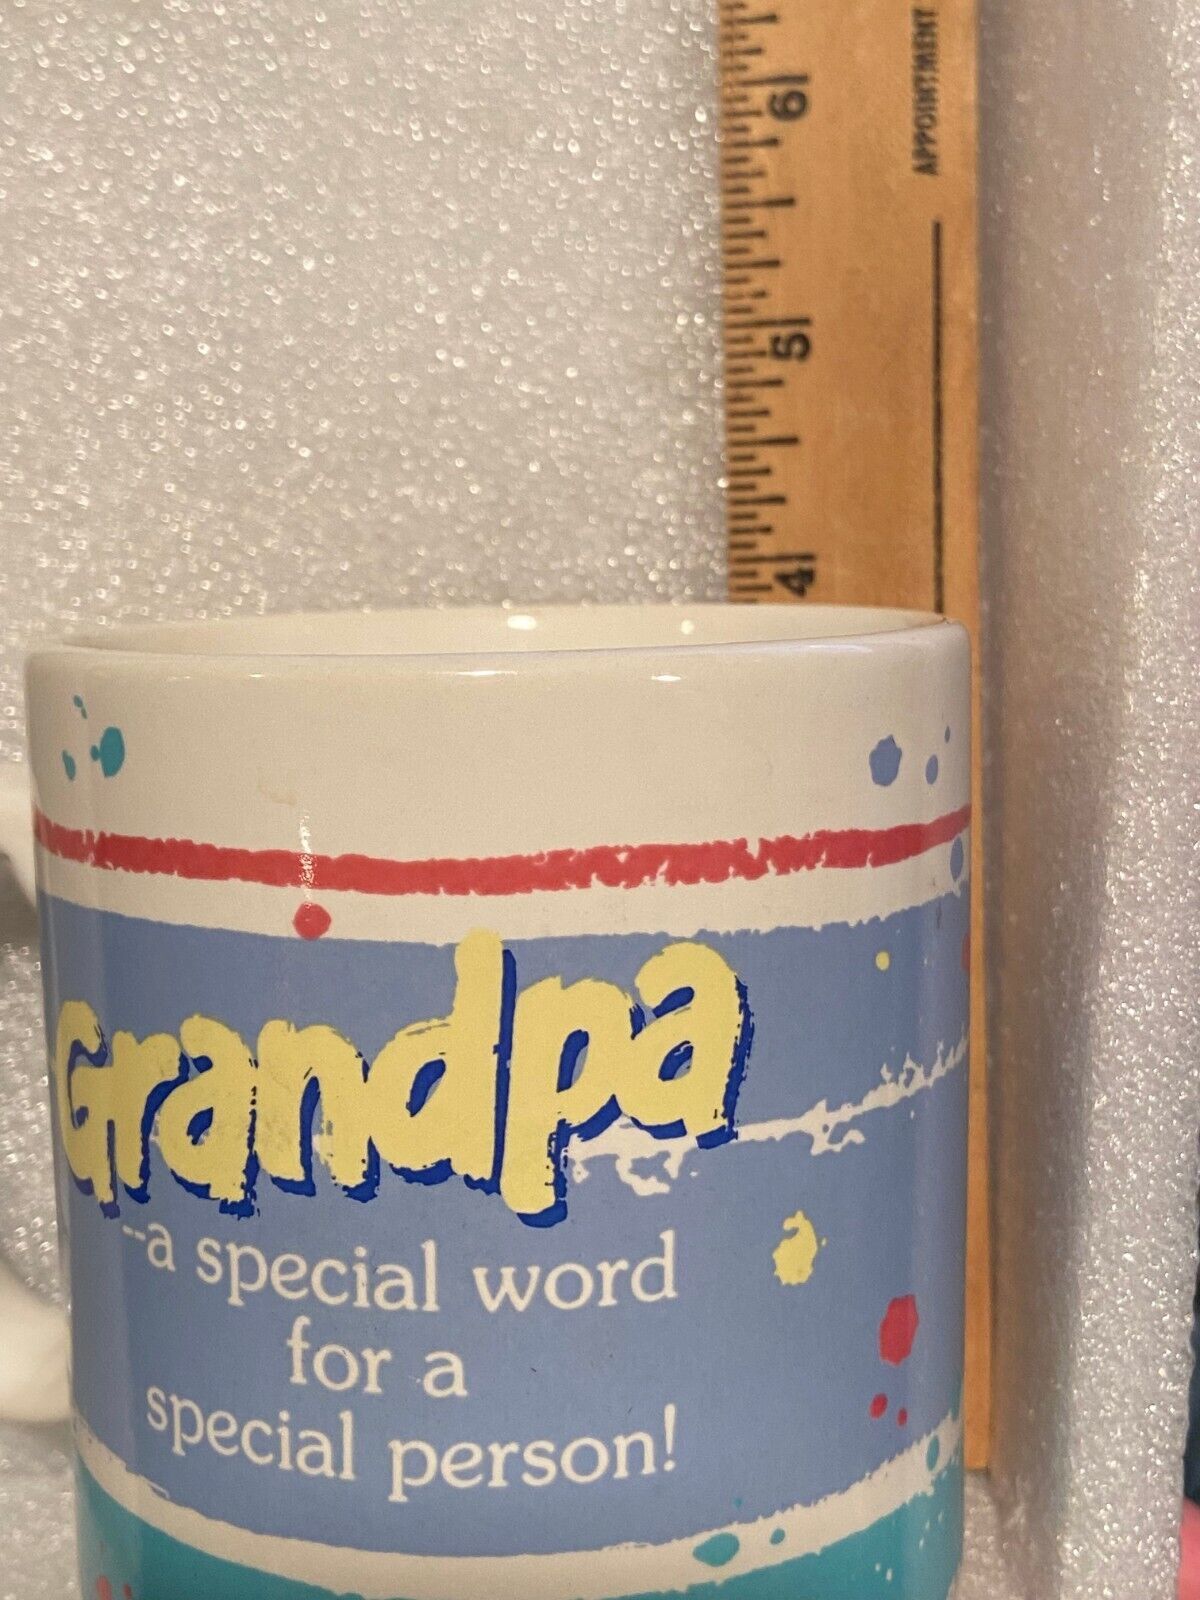 6
APPOINTMENT
5
4
Grandpa
--a special word
for a
special person!